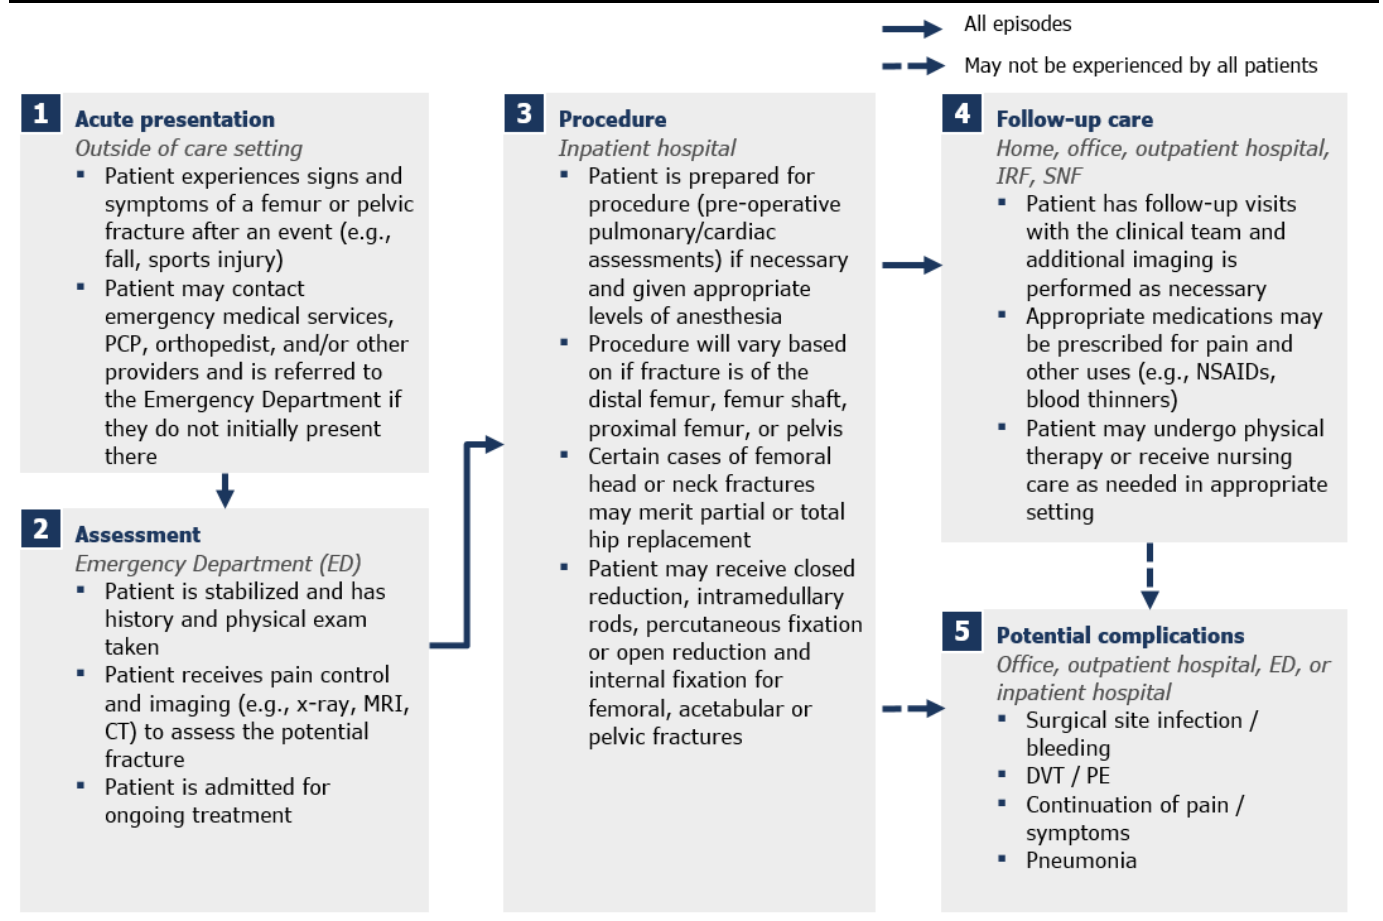 All episodes
May not be experienced by all patients
1
Acute presentation
Outside of care setting
▪ Patient experiences signs and
symptoms of a femur or pelvic
fracture after an event (e.g.,
fall, sports injury)
▪ Patient may contact
emergency medical services,
PCP, orthopedist, and/or other
providers and is referred to
the Emergency Department if
they do not initially present
there
2
Assessment
Emergency Department (ED)
▪ Patient is stabilized and has
history and physical exam
taken
▪ Patient receives pain control
and imaging (e.g., x-ray, MRI,
CT) to assess the potential
fracture
▪ Patient is admitted for
ongoing treatment
3
Procedure
Inpatient hospital
▪ Patient is prepared for
procedure (pre-operative
pulmonary/cardiac
assessments) if necessary
and given appropriate
levels of anesthesia
▪ Procedure will vary based
on if fracture is of the
distal femur, femur shaft,
proximal femur, or pelvis
▪ Certain cases of femoral
head or neck fractures
may merit partial or total
hip replacement
▪ Patient may receive closed
reduction, intramedullary
rods, percutaneous fixation
or open reduction and
internal fixation for
femoral, acetabular or
pelvic fractures
4
Follow-up care
Home, office, outpatient hospital,
IRF, SNF
▪ Patient has follow-up visits
with the clinical team and
additional imaging is
performed as necessary
▪ Appropriate medications may
be prescribed for pain and
other uses (e.g., NSAIDs,
blood thinners)
▪ Patient may undergo physical
therapy or receive nursing
care as needed in appropriate
setting
5
Potential complications
Office, outpatient hospital, ED, or
inpatient hospital
▪ Surgical site infection /
bleeding
▪ DVT / PE
▪ Continuation of pain /
symptoms
▪ Pneumonia